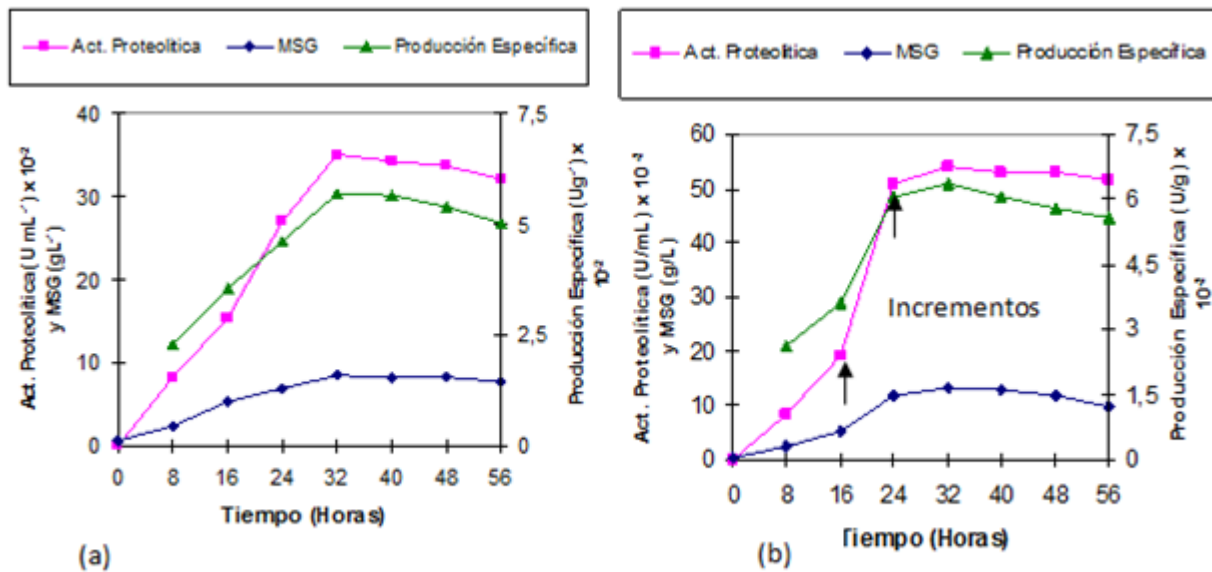 Act. Proteolítica MSG Producción Específica
Act. Proteolítica ( U mL⁻¹ ) x 10⁻²
y MSG (gL⁻¹)
40
30
20
10
0
7,5
5
2,5
0
Producción Específica (Ug⁻¹) x
10⁻²
0 8 16 24 32 40 48 56
Tiempo (Horas)
(a)
Act. Proteolítica MSG Producción Específica
Act. Proteolítica (U/mL) x 10⁻²
y MSG (g/L)
60
50
40
30
20
10
0
Incrementos
7,5
6
4,5
3
1,5
0
Producción Específica (U/g) x
10⁻²
0 8 16 24 32 40 48 56
Tiempo (Horas)
(b)